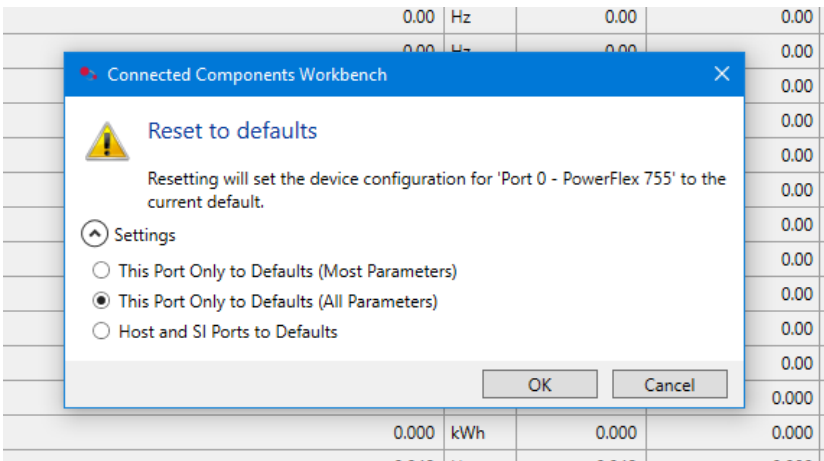 0.00 Hz 0.00 0.00
0.00 Hz 0.00 0.00
Connected Components Workbench
0.00
Reset to defaults
0.00
0.00
Resetting will set the device configuration for 'Port 0 - PowerFlex 755' to the
0.00
current default.
Settings
0.00
0.00
This Port Only to Defaults (Most Parameters)
This Port Only to Defaults (All Parameters)
0.00
Host and SI Ports to Defaults
0.00
0.00
OK Cancel
0.000
0.000 kWh 0.000 0.000